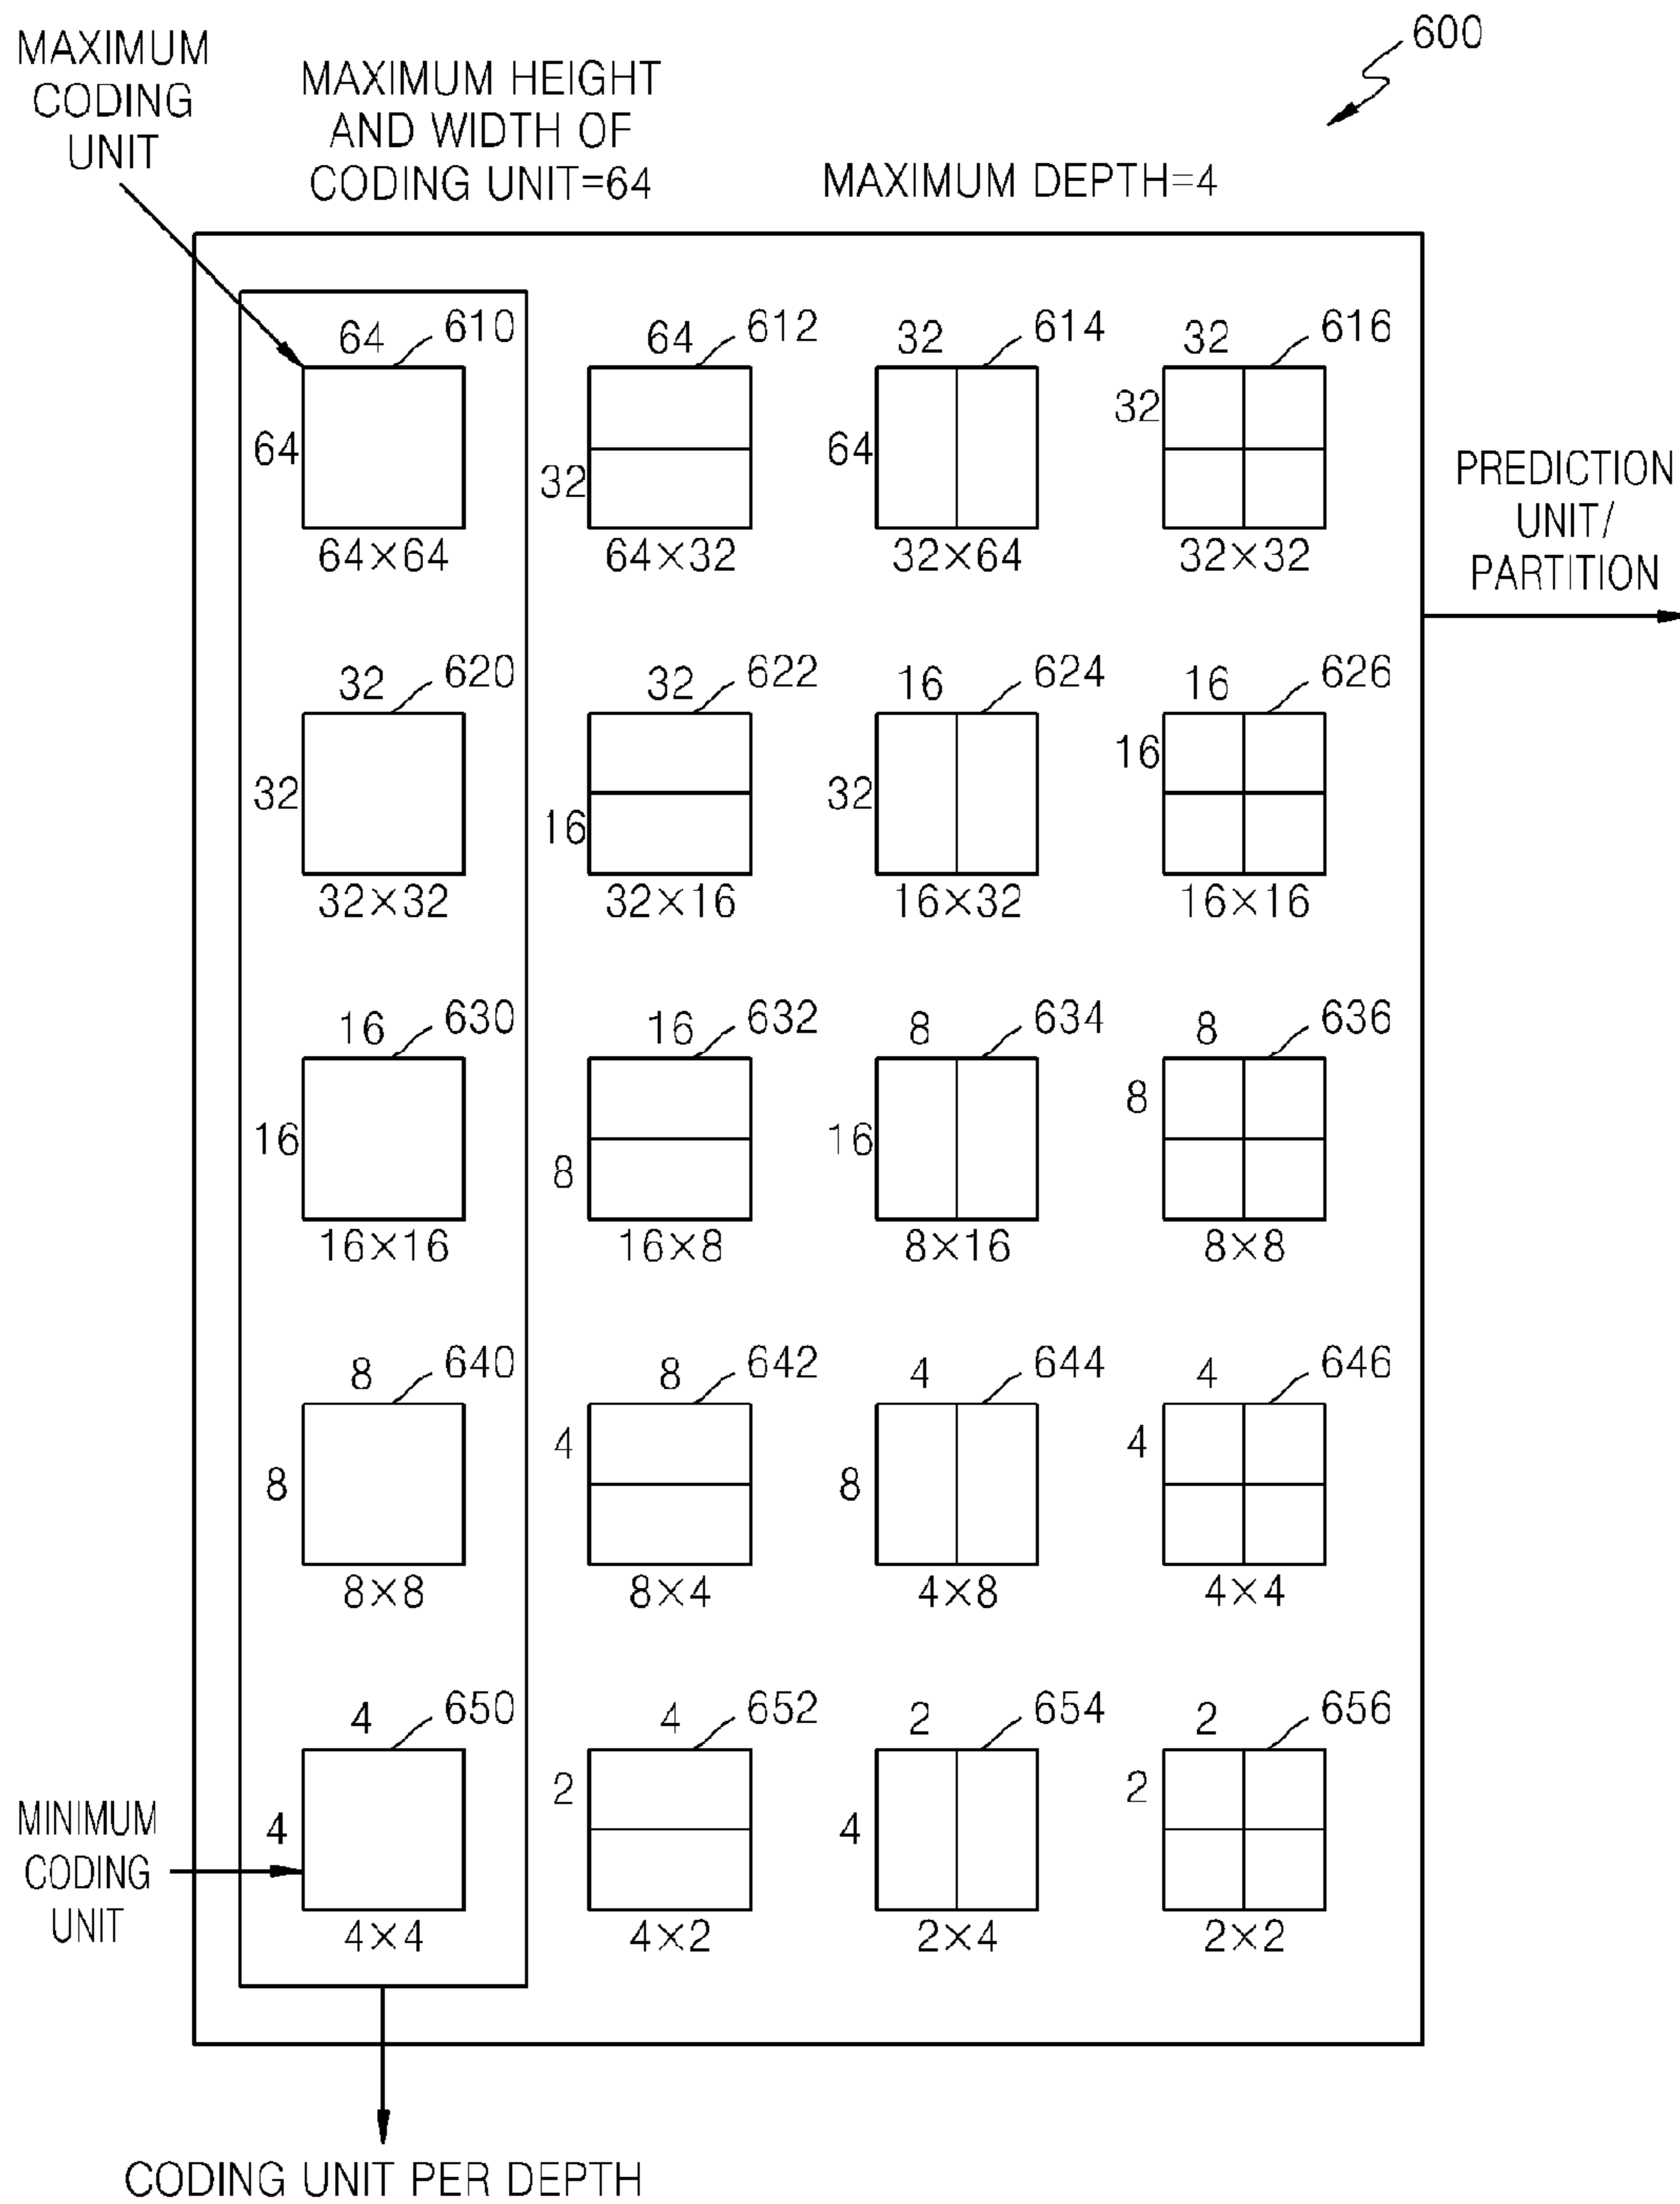 600
MAXIMUM
CODING
UNIT
MAXIMUM HEIGHT
AND WIDTH OF
CODING UNIT=64
MAXIMUM DEPTH=4
64 610 64 612 32 614 32 616
64 32 64 32
64×64 64×32 32×64 32×32
PREDICTION
UNIT/
PARTITION
32 620 32 622 16 624 16 626
32 16 32 16
32×32 32×16 16×32 16×16
16 630 16 632 8 634 8 636
16 8 16 8
16×16 16×8 8×16 8×8
8 640 8 642 4 644 4 646
8 4 8 4
8×8 8×4 4×8 4×4
4 650 4 652 2 654 2 656
4 2 4 2
4×4 4×2 2×4 2×2
MINIMUM
CODING
UNIT
CODING UNIT PER DEPTH